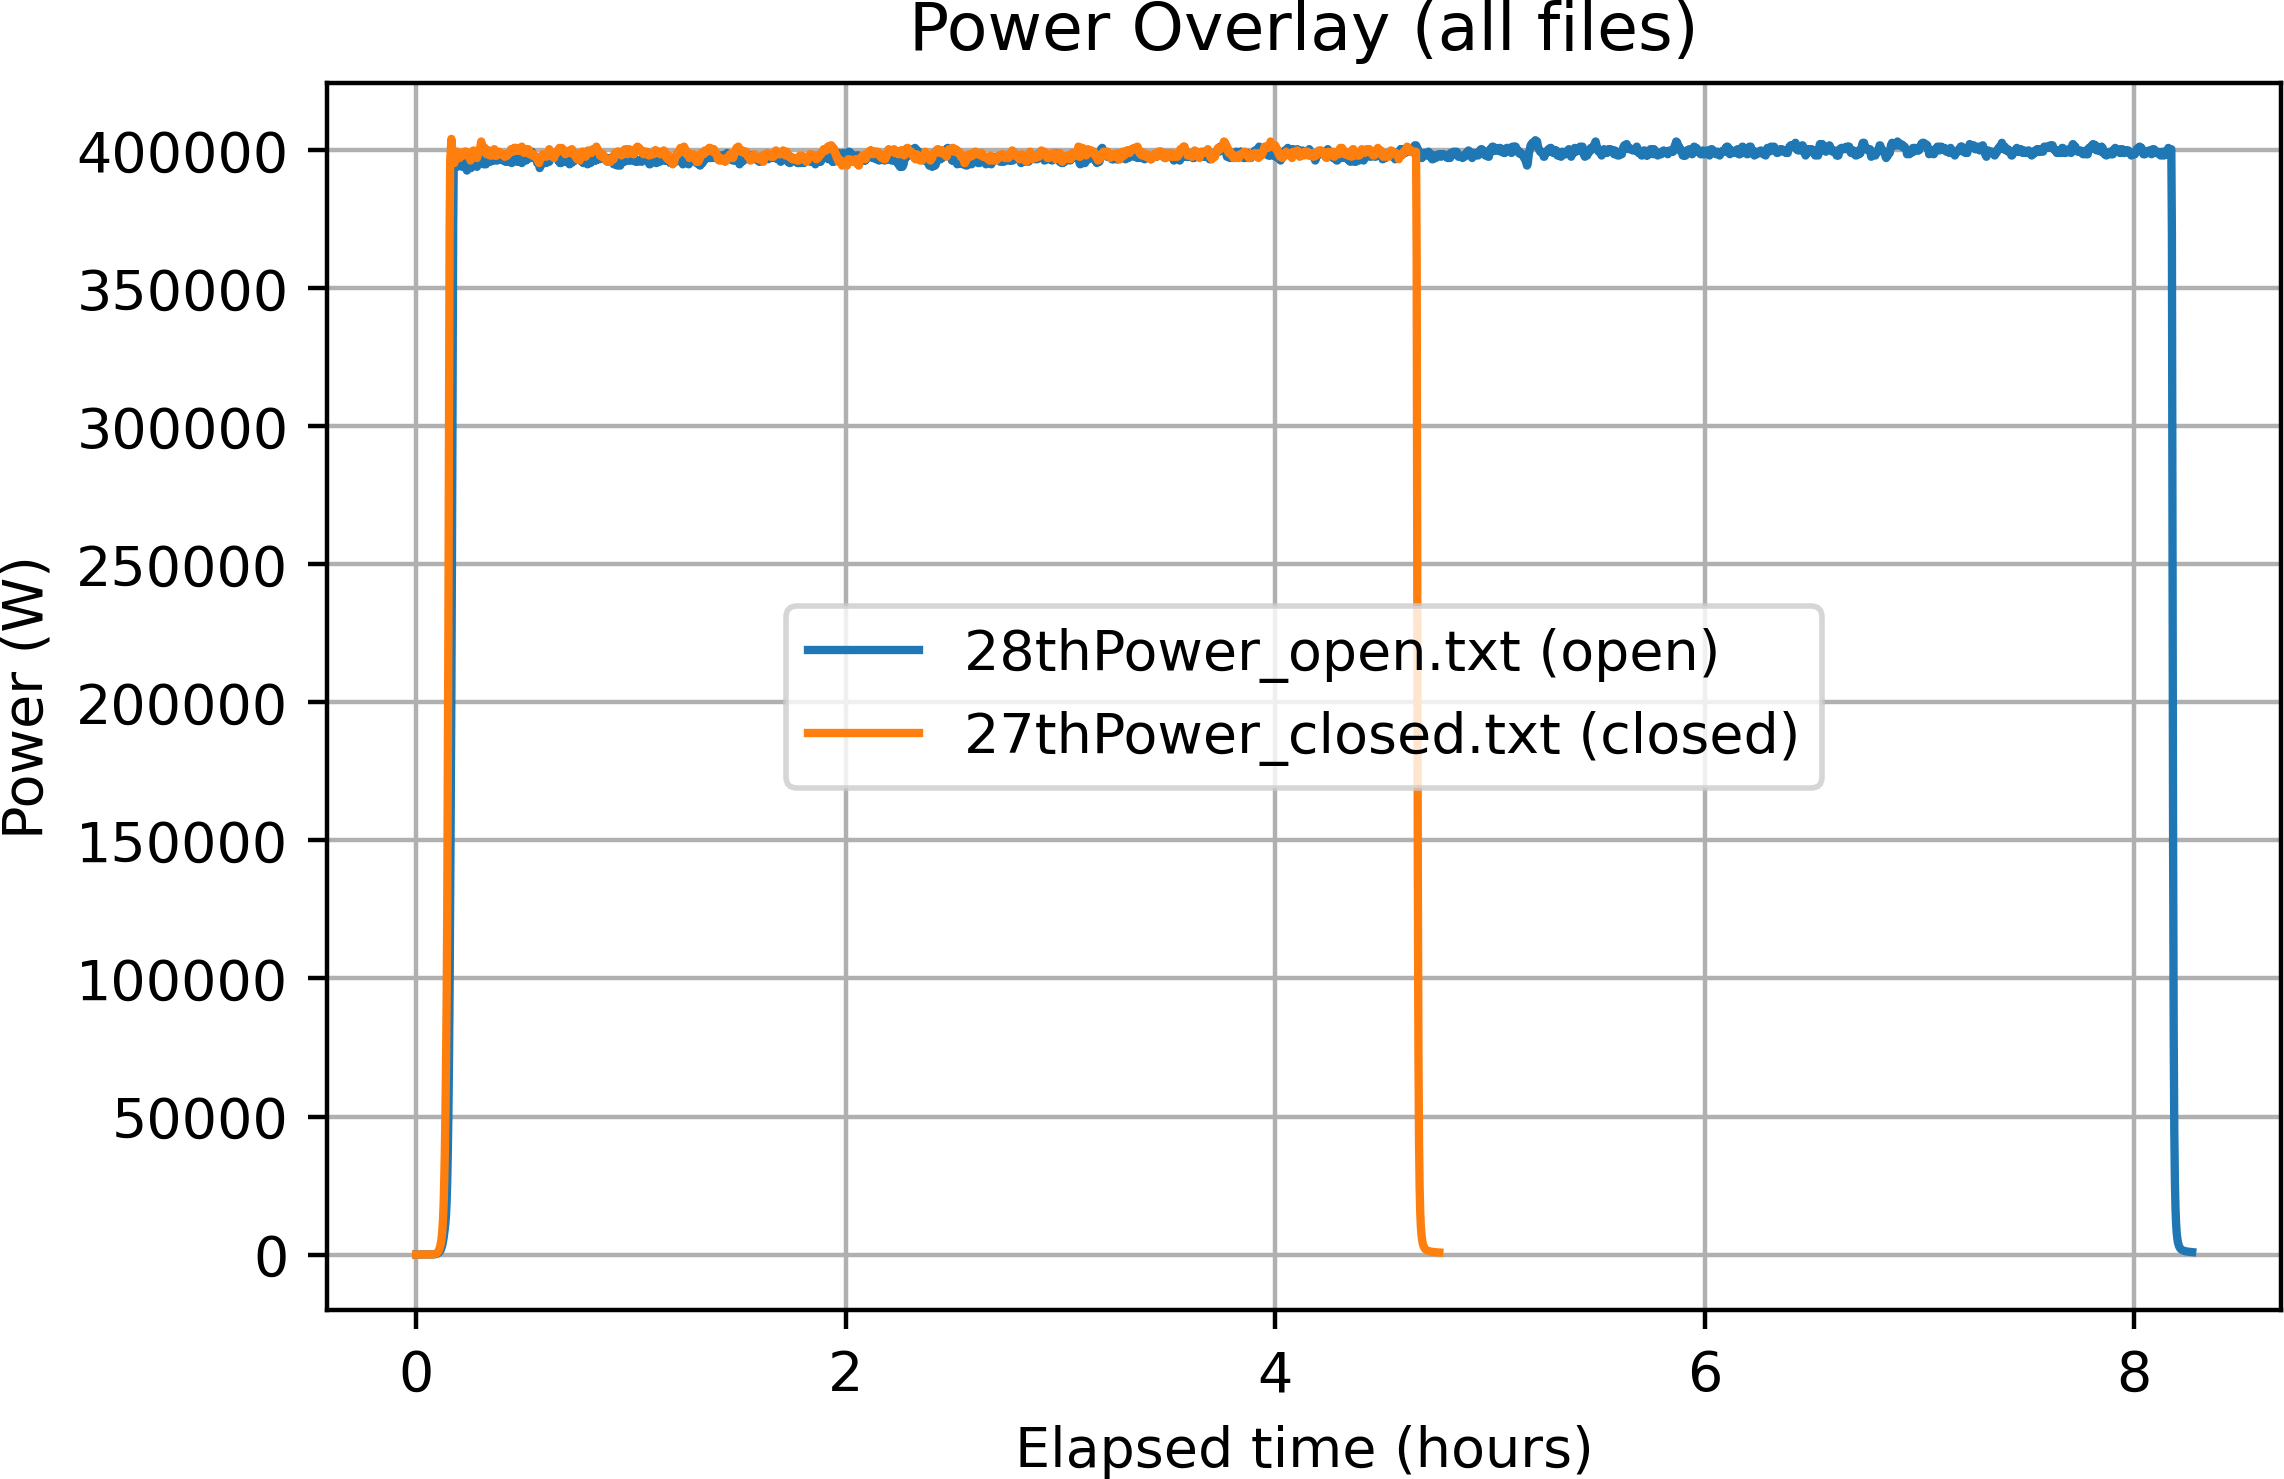 Power Overlay (all files)
400000
350000
300000
250000
200000
150000
100000
50000
0
Power (W)
28thPower_open.txt (open)
27thPower_closed.txt (closed)
0 2 4 6 8
Elapsed time (hours)